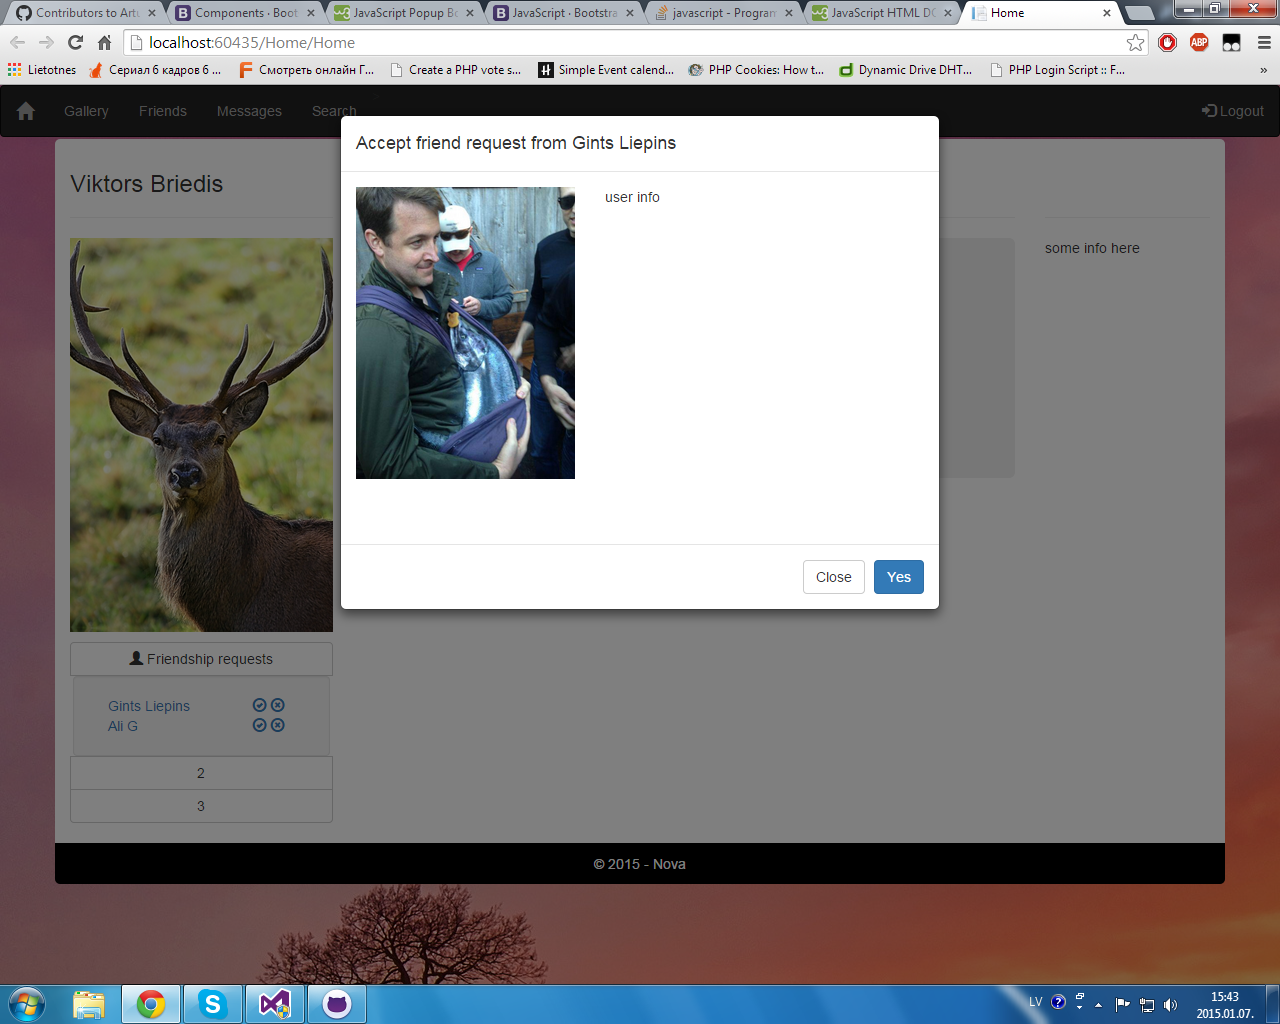 Contributors to Artu
Components · Boot
JavaScript Popup Bo
JavaScript · Bootstra
javascript - Program
JavaScript HTML DO
Home
localhost:60435/Home/Home
Lietotnes
Сериал 6 кадров 6 ...
Смотреть онлайн Г...
Create a PHP vote s...
Simple Event calend...
PHP Cookies: How t...
Dynamic Drive DHT...
PHP Login Script :: F...
»
Gallery
Friends
Messages
Search
Logout
Accept friend request from Gints Liepins
Viktors Briedis
user info
some info here
Close
Yes
Friendship requests
Gints Liepins
Ali G
2
3
© 2015 - Nova
LV
15:43
2015.01.07.